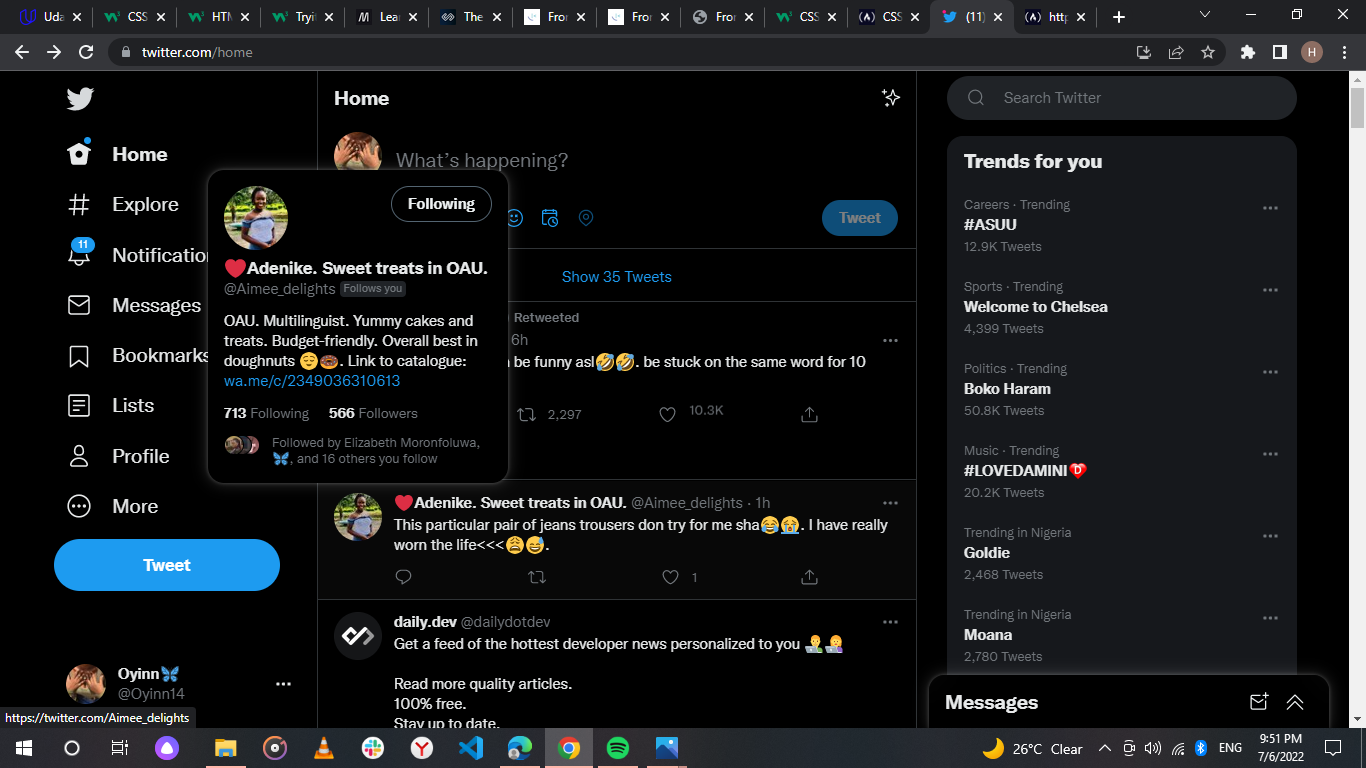 Uda
CSS
HTM
Tryit
Lear
The
Fron
Fron
Fron
CSS
CSS
(11)
http
twitter.com/home
H
Home
Explore
11
Notification
Messages
Bookmarks
Lists
Profile
More
Tweet
Oyinn🦋
@Oyinn14
https://twitter.com/Aimee_delights
Home
What's happening?
Tweet
Show 35 Tweets
Following
❤️Adenike. Sweet treats in OAU.
@Aimee_delights Follows you
OAU. Multilinguist. Yummy cakes and
treats. Budget-friendly. Overall best in
doughnuts 😌🍩. Link to catalogue:
wa.me/c/2349036310613
713 Following 566 Followers
Followed by Elizabeth Moronfoluwa,
🦋, and 16 others you follow
Retweeted
6h
be funny asl🤣🤣. be stuck on the same word for 10
2,297
10.3K
❤️Adenike. Sweet treats in OAU. @Aimee_delights · 1h
This particular pair of jeans trousers don try for me sha😂😭. I have really
worn the life<<<😩😅.
1
daily.dev @dailydotdev
Get a feed of the hottest developer news personalized to you 👨‍💻👩‍💻
Read more quality articles.
100% free.
Stay up to date.
Search Twitter
Trends for you
Careers · Trending
#ASUU
12.9K Tweets
Sports · Trending
Welcome to Chelsea
4,399 Tweets
Politics · Trending
Boko Haram
50.8K Tweets
Music · Trending
#LOVEDAMINI
20.2K Tweets
Trending in Nigeria
Goldie
2,468 Tweets
Trending in Nigeria
Moana
2,780 Tweets
Messages
26°C Clear
ENG
9:51 PM
7/6/2022